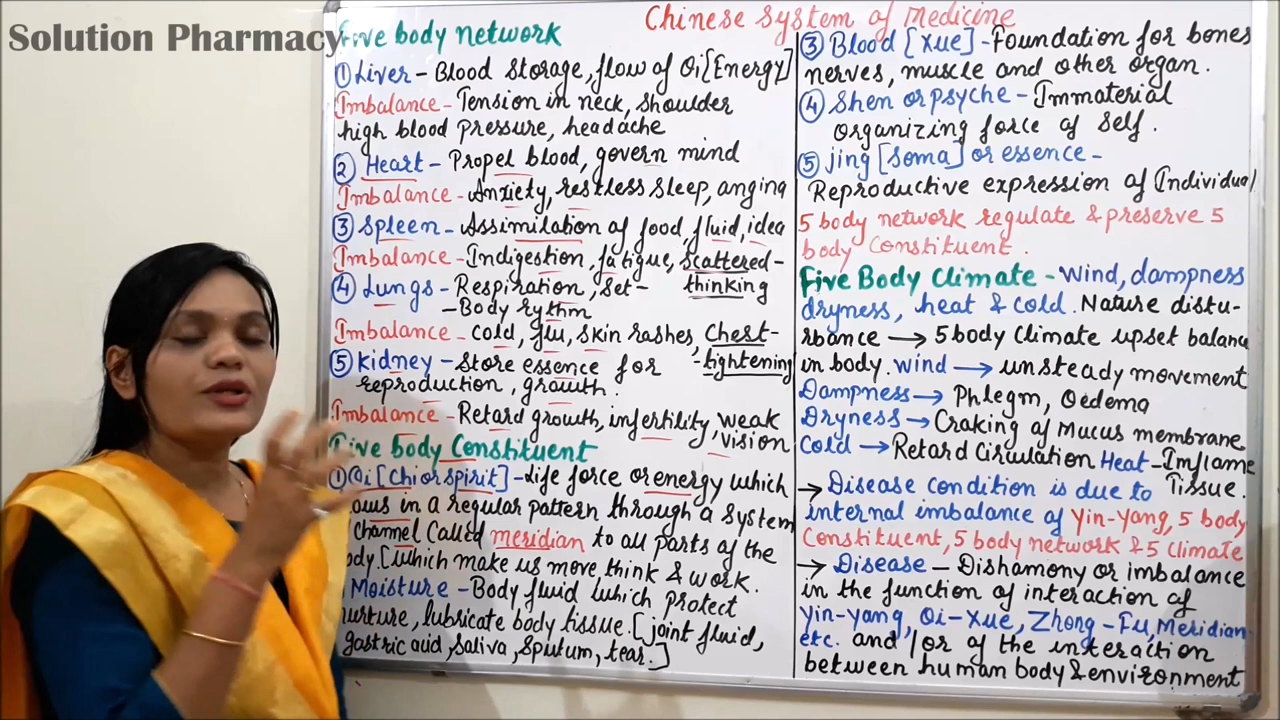 Solution Pharmacy
Chinese System of Medicine
Five body network
① Liver - Blood Storage, flow of Qi [Energy]
Imbalance - Tension in neck, shoulder
high blood pressure, headache
② Heart - Propel blood, govern mind
Imbalance - Anxiety, restless sleep, anging
③ Spleen - Assimilation of food, fluid, idea
Imbalance - Indigestion, fatigue, scattered-
thinking
④ Lungs - Respiration, set-
-Body rythm
Imbalance - cold, flu, skin rashes, Chest-
-tightening
⑤ kidney - Store essence for
reproduction, growth.
Imbalance - Retard growth, infertility, weak
vision
Five body Constituent
① Qi [Chi or spirit] - Life force or energy which
ows in a regular pattern through a system
channel called meridian to all parts of the
ody. [which make us move think & work.
Moisture - Body fluid which protect
nurture, lubricate body tissue. [joint fluid,
gastric acid, saliva, sputum, tear.]
③ Blood [Xue] - Foundation for bones
nerves, muscle and other organ.
④ Shen or psyche - Immaterial
organizing force of self.
⑤ jing [soma] or essence -
Reproductive expression of Individual
5 body network regulate & preserve 5
body Constituent.
Five Body Climate - Wind, dampness
dryness, heat & cold. Nature distu-
rbance → 5 body Climate upset balance
in body. wind → unsteady movement
Dampness → Phlegm, Oedema
Dryness → Craking of Mucus membrane
Cold → Retard Circulation Heat - Imflame
Tissue.
→ Disease condition is due to
internal imbalance of Yin-Yang, 5 body
Constituent, 5 body network & 5 climate
→ Disease - Dishamony or imbalance
in the function of interaction of
Yin-yang, Qi-Xue, Zhong-Fu, Meridian
etc. and /or of the interaction
between human body & environment